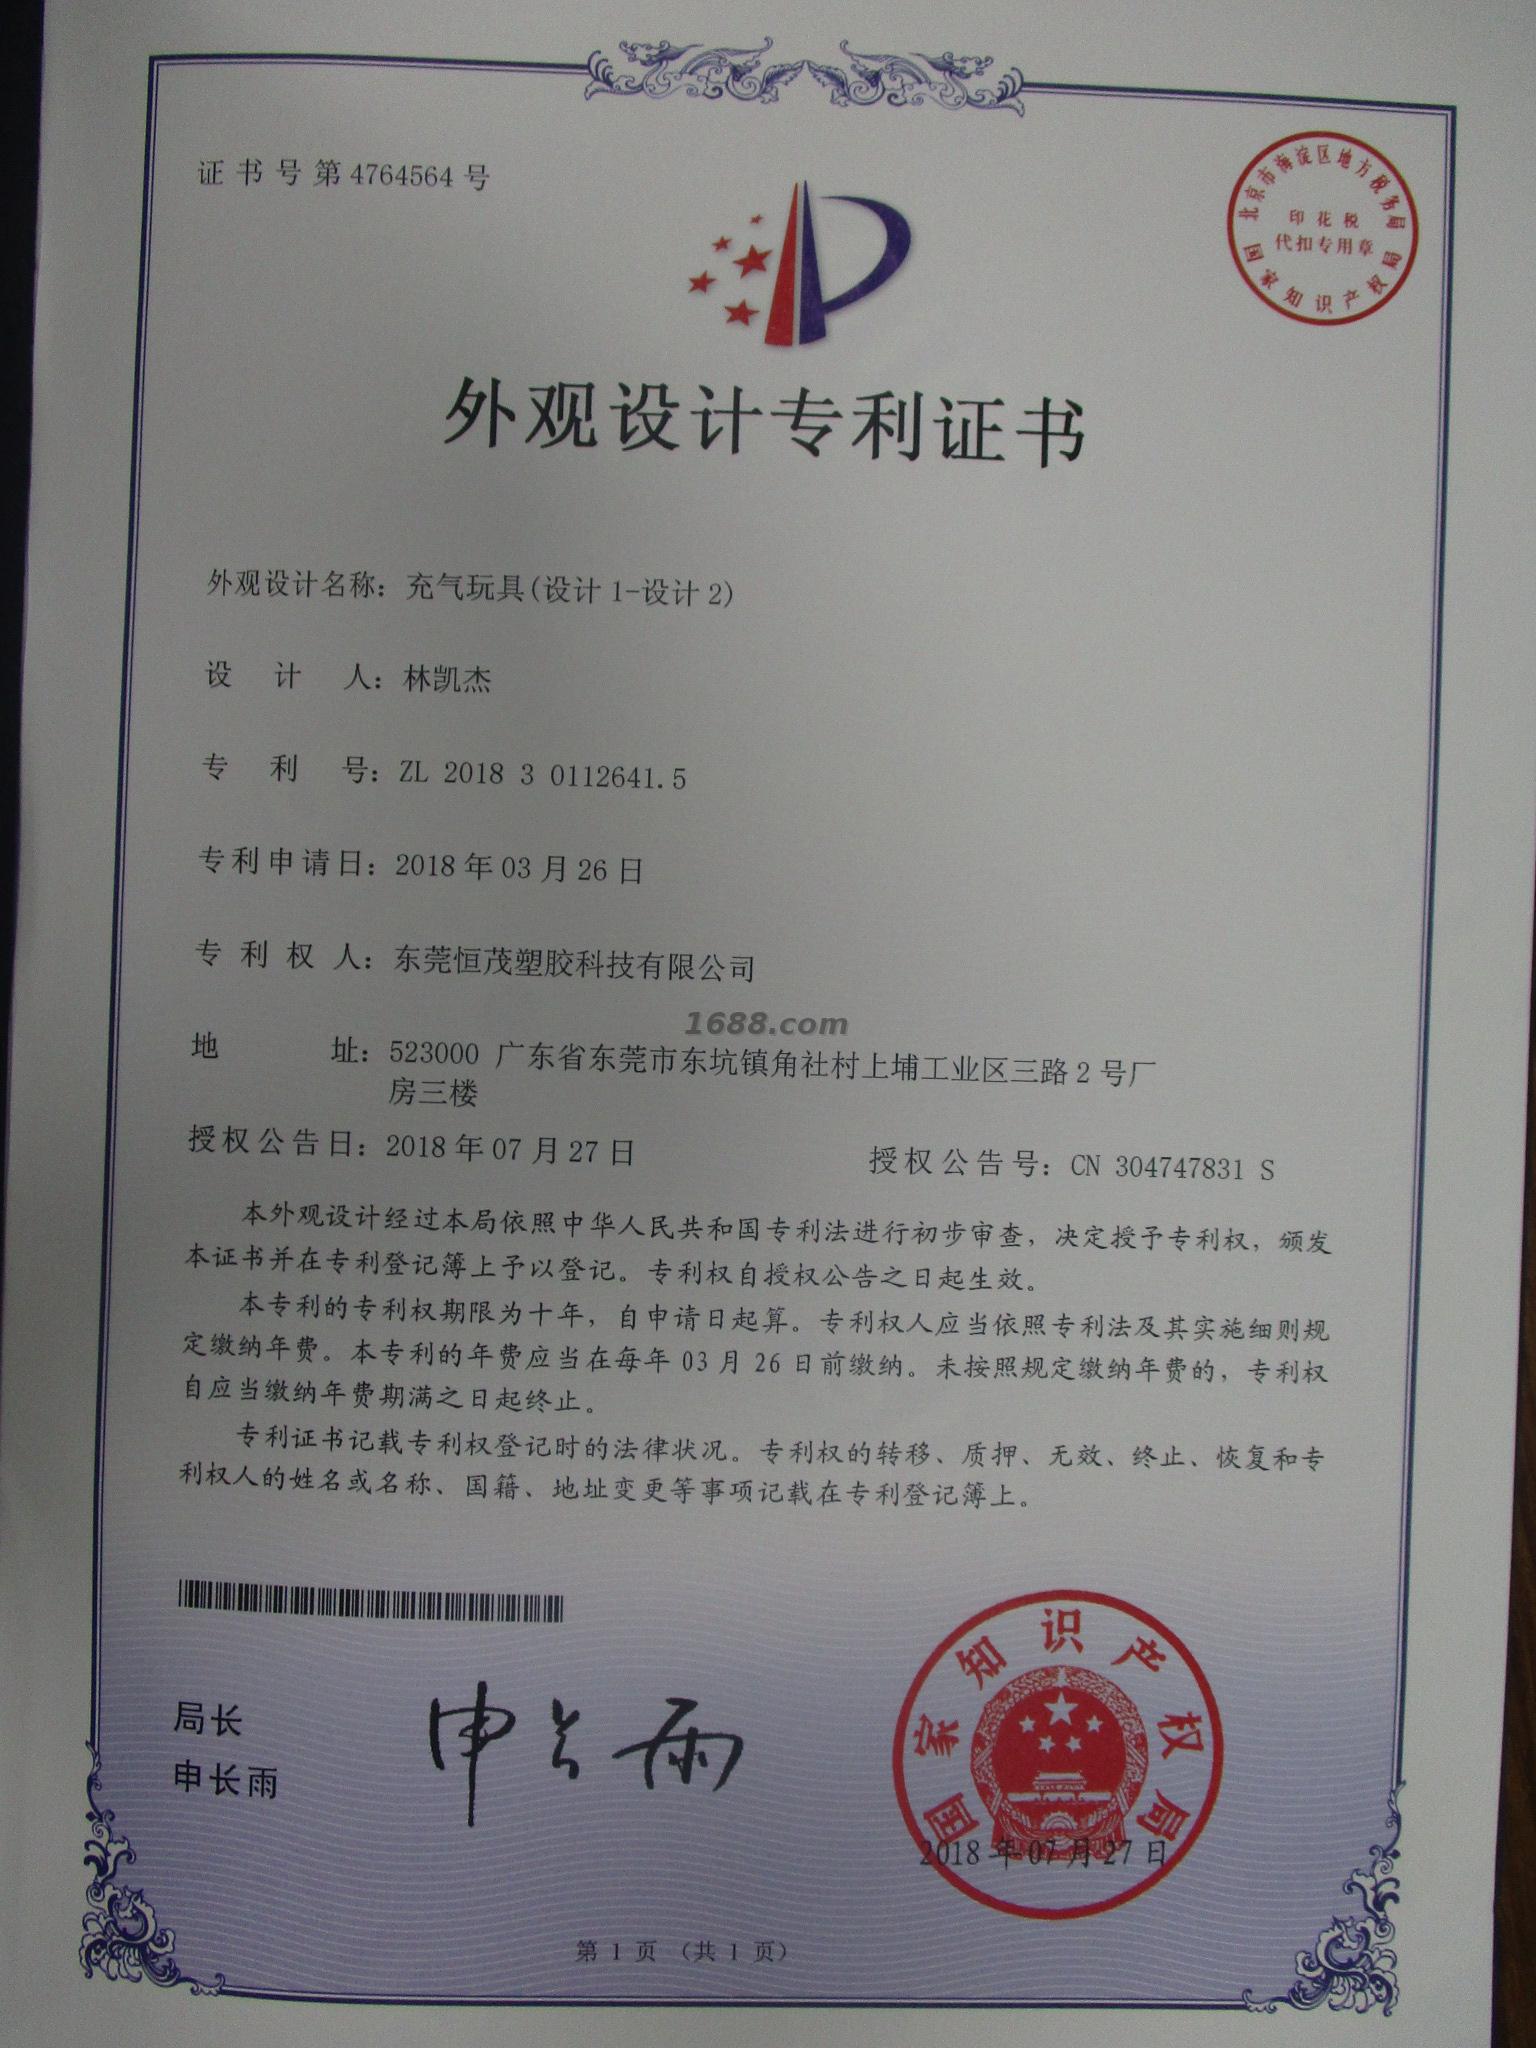 证书号第4764564号
北京市海淀区地方税务局
印花税
代扣专用章
国家知识产权局
外观设计专利证书
外观设计名称：充气玩具(设计1-设计2)
设计人：林凯杰
专利号：ZL 2018 3 0112641.5
专利申请日：2018年03月26日
专利权人：东莞恒茂塑胶科技有限公司
1688.com
地址：523000 广东省东莞市东坑镇角社村上埔工业区三路2号厂
房三楼
授权公告日：2018年07月27日 授权公告号：CN 304747831 S
本外观设计经过本局依照中华人民共和国专利法进行初步审查，决定授予专利权，颁发
本证书并在专利登记簿上予以登记。专利权自授权公告之日起生效。
本专利的专利权期限为十年，自申请日起算。专利权人应当依照专利法及其实施细则规
定缴纳年费。本专利的年费应当在每年03月26日前缴纳。未按照规定缴纳年费的，专利权
自应当缴纳年费期满之日起终止。
专利证书记载专利权登记时的法律状况。专利权的转移、质押、无效、终止、恢复和专
利权人的姓名或名称、国籍、地址变更等事项记载在专利登记簿上。
局长
申长雨
申长雨
国家知识产权局
2018年07月27日
第1页（共1页）